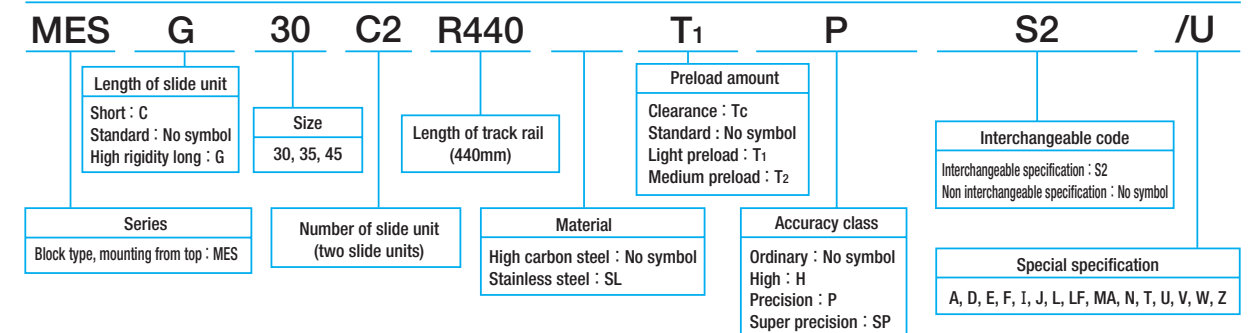 MES G 30 C2 R440 T1 P S2 /U
Length of slide unit
Short : C
Standard : No symbol
High rigidity long : G
Size
30, 35, 45
Length of track rail
(440mm)
Preload amount
Clearance : Tc
Standard : No symbol
Light preload : T1
Medium preload : T2
Interchangeable code
Interchangeable specification : S2
Non interchangeable specification : No symbol
Series
Block type, mounting from top : MES
Number of slide unit
(two slide units)
Material
High carbon steel : No symbol
Stainless steel : SL
Accuracy class
Ordinary : No symbol
High : H
Precision : P
Super precision : SP
Special specification
A, D, E, F, I, J, L, LF, MA, N, T, U, V, W, Z